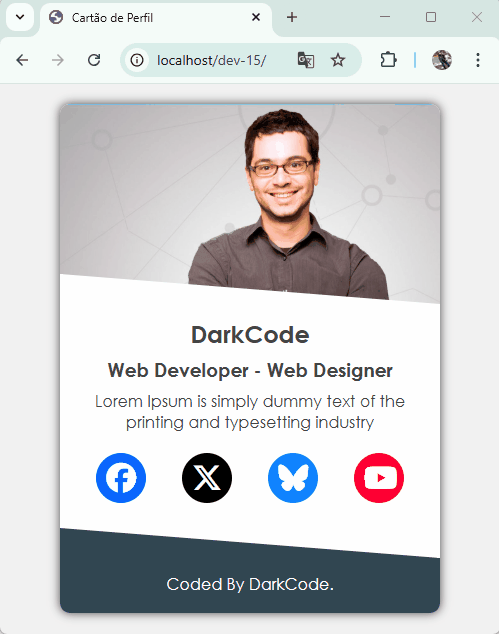 Cartão de Perfil
localhost/dev-15/
DarkCode
Web Developer - Web Designer
Lorem Ipsum is simply dummy text of the
printing and typesetting industry
Coded By DarkCode.